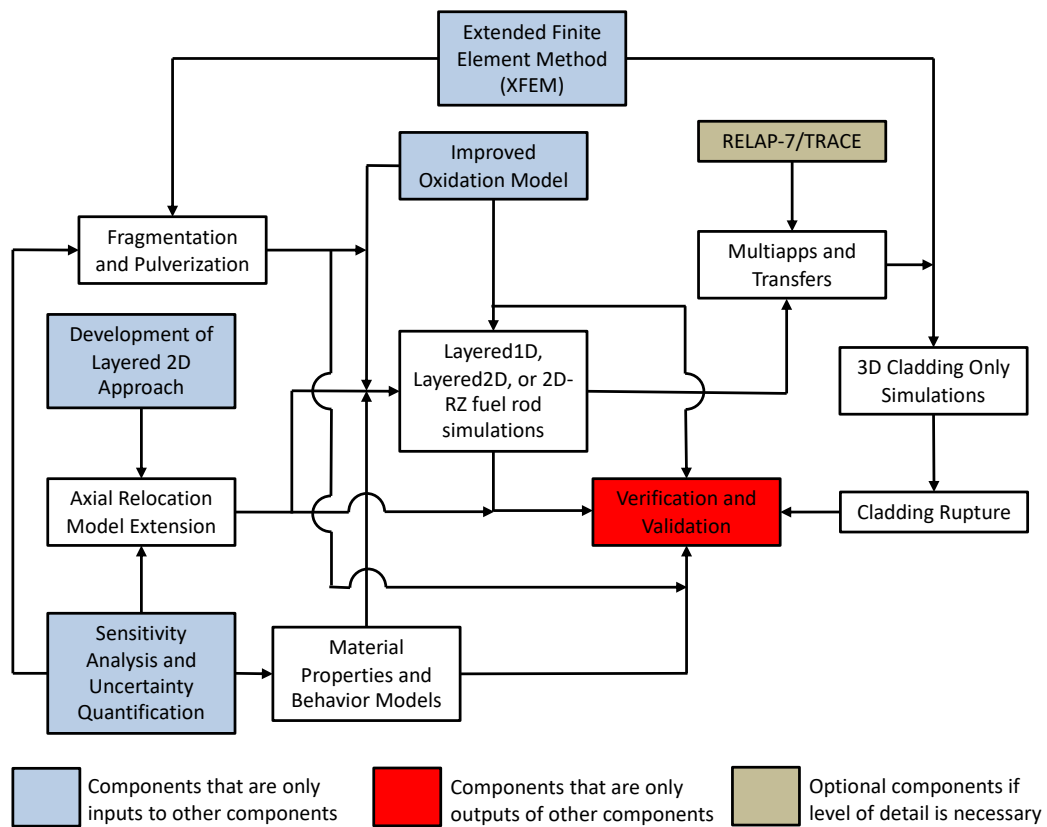 Extended Finite
Element Method
(XFEM)
RELAP-7/TRACE
Improved
Oxidation Model
Fragmentation
and Pulverization
Multiapps and
Transfers
Development of
Layered 2D
Approach
Layered1D,
Layered2D, or 2D-
RZ fuel rod
simulations
3D Cladding Only
Simulations
Axial Relocation
Model Extension
Verification and
Validation
Cladding Rupture
Sensitivity
Analysis and
Uncertainty
Quantification
Material
Properties and
Behavior Models
Components that are only
inputs to other components
Components that are only
outputs of other components
Optional components if
level of detail is necessary